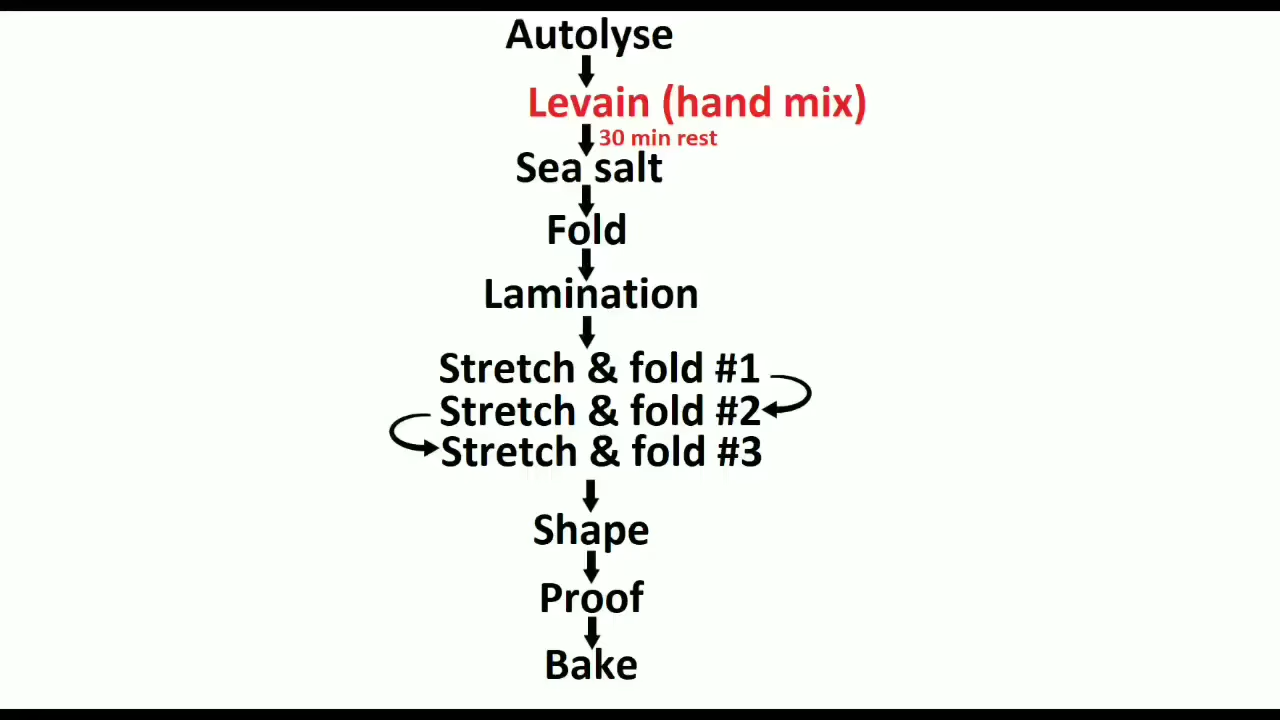 Autolyse
Levain (hand mix)
30 min rest
Sea salt
Fold
Lamination
Stretch & fold #1
Stretch & fold #2
Stretch & fold #3
Shape
Proof
Bake